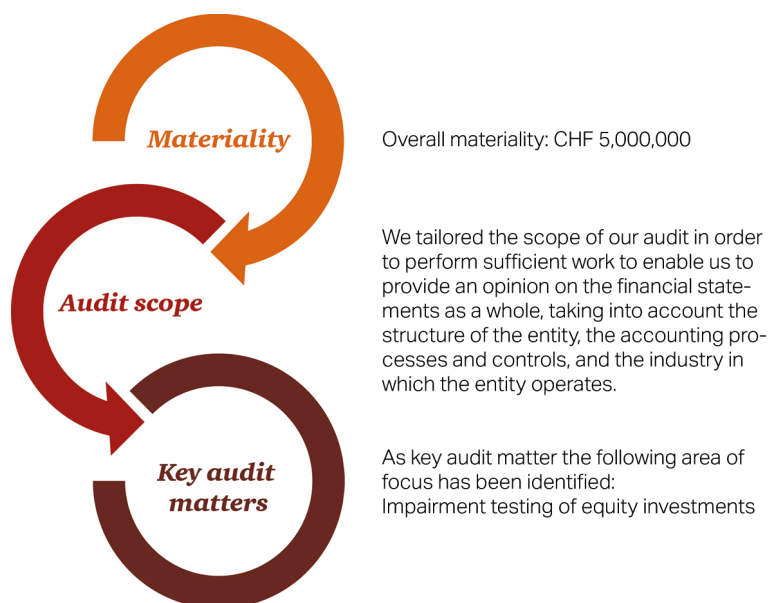 Materiality
Overall materiality: CHF 5,000,000
Audit scope
We tailored the scope of our audit in order
to perform sufficient work to enable us to
provide an opinion on the financial state-
ments as a whole, taking into account the
structure of the entity, the accounting pro-
cesses and controls, and the industry in
which the entity operates.
Key audit
matters
As key audit matter the following area of
focus has been identified:
Impairment testing of equity investments